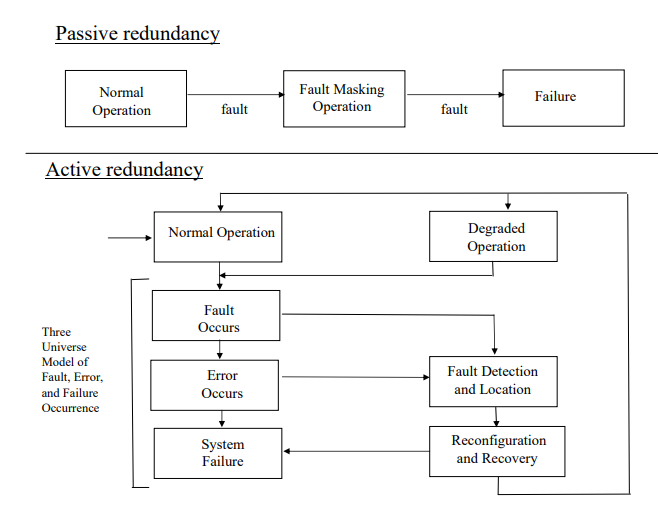 Passive redundancy
Normal
Operation
fault
Fault Masking
Operation
fault
Failure
Active redundancy
Normal Operation
Degraded
Operation
Fault
Occurs
Three
Universe
Model of
Fault, Error,
and Failure
Occurrence
Error
Occurs
Fault Detection
and Location
System
Failure
Reconfiguration
and Recovery